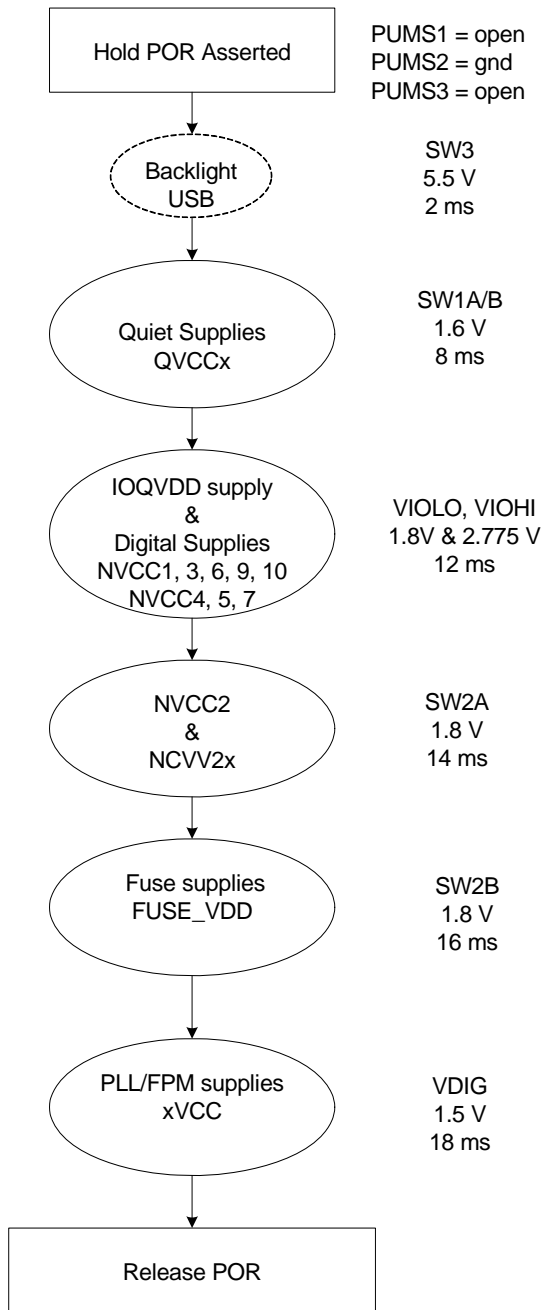 Hold POR Asserted
PUMS1 = open
PUMS2 = gnd
PUMS3 = open
Backlight
USB
SW3
5.5 V
2 ms
Quiet Supplies
QVCCx
SW1A/B
1.6 V
8 ms
IOQVDD supply
&
Digital Supplies
NVCC1, 3, 6, 9, 10
NVCC4, 5, 7
VIOLO, VIOHI
1.8V & 2.775 V
12 ms
NVCC2
&
NCVV2x
SW2A
1.8 V
14 ms
Fuse supplies
FUSE_VDD
SW2B
1.8 V
16 ms
PLL/FPM supplies
xVCC
VDIG
1.5 V
18 ms
Release POR